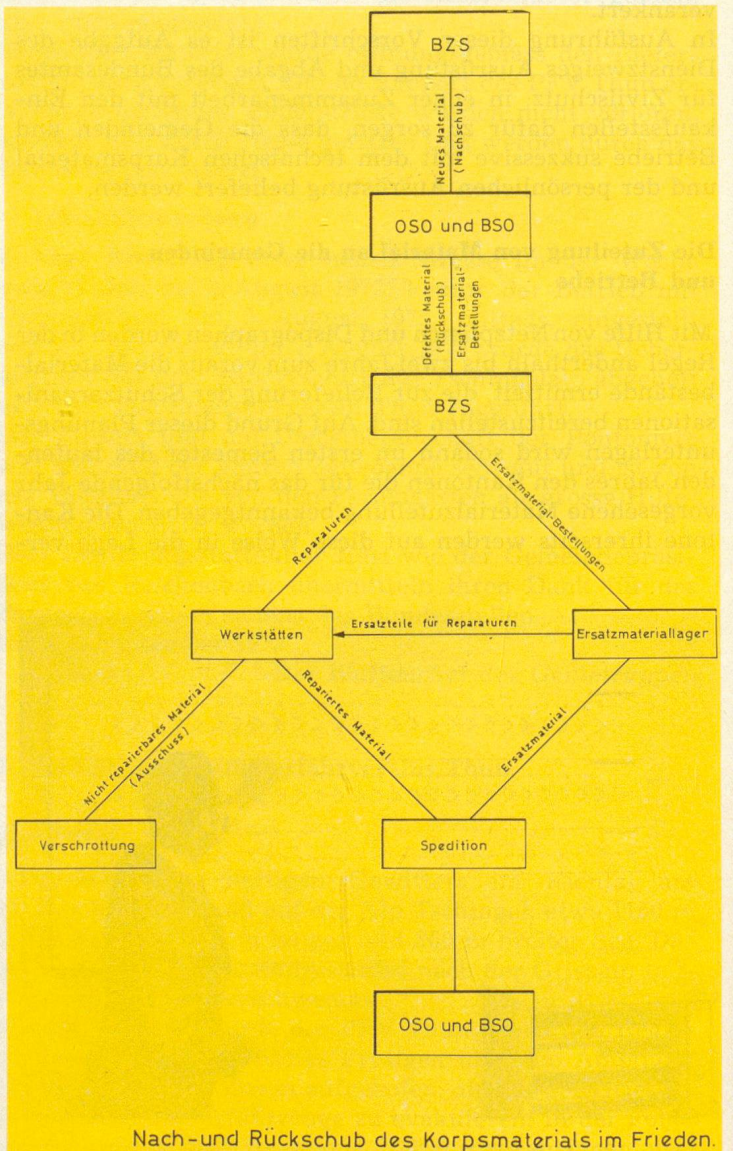 BZS
Neues Material
(Nachschub)
OSO und BSO
Defektes Material
(Rückschub)
Ersatzmaterial-
Bestellungen
BZS
Reparaturen
Ersatzmaterial-Bestellungen
Werkstätten
Ersatzteile für Reparaturen
Ersatzmateriallager
Nicht reparierbares Material
(Ausschuss)
Repariertes Material
Ersatzmaterial
Verschrottung
Spedition
OSO und BSO
Nach-und Rückschub des Korpsmaterials im Frieden.